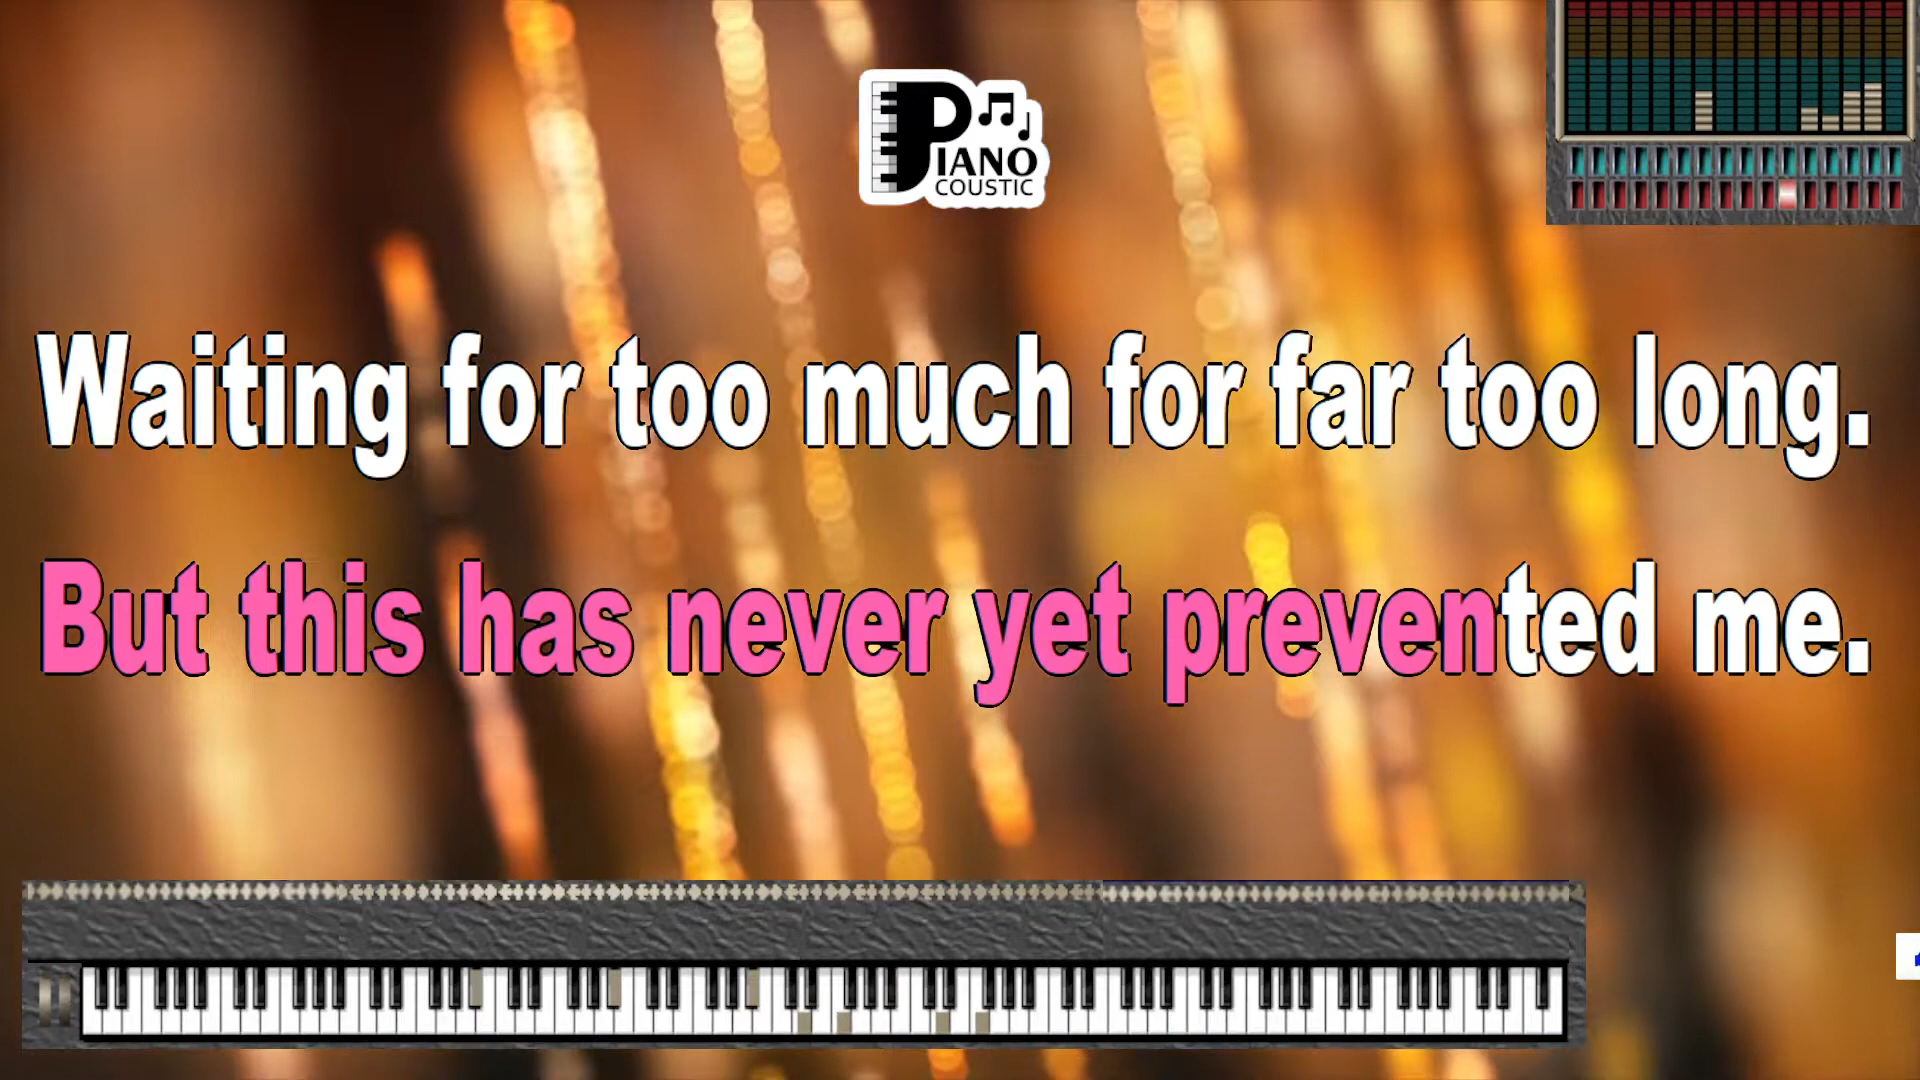 PIANO
COUSTIC
Waiting for too much for far too long.
But this has never yet prevented me.